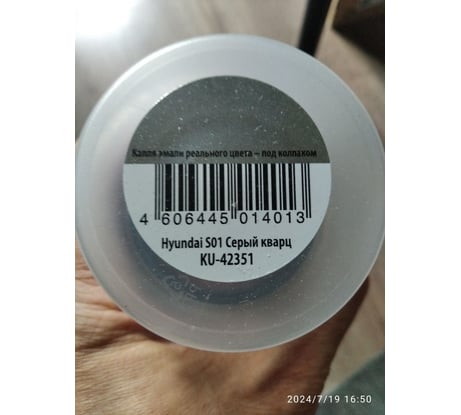 Капля эмали реального цвета – под колпаком
4 606445 014013
Hyundai S01 Серый кварц
KU-42351
2024/7/19 16:50